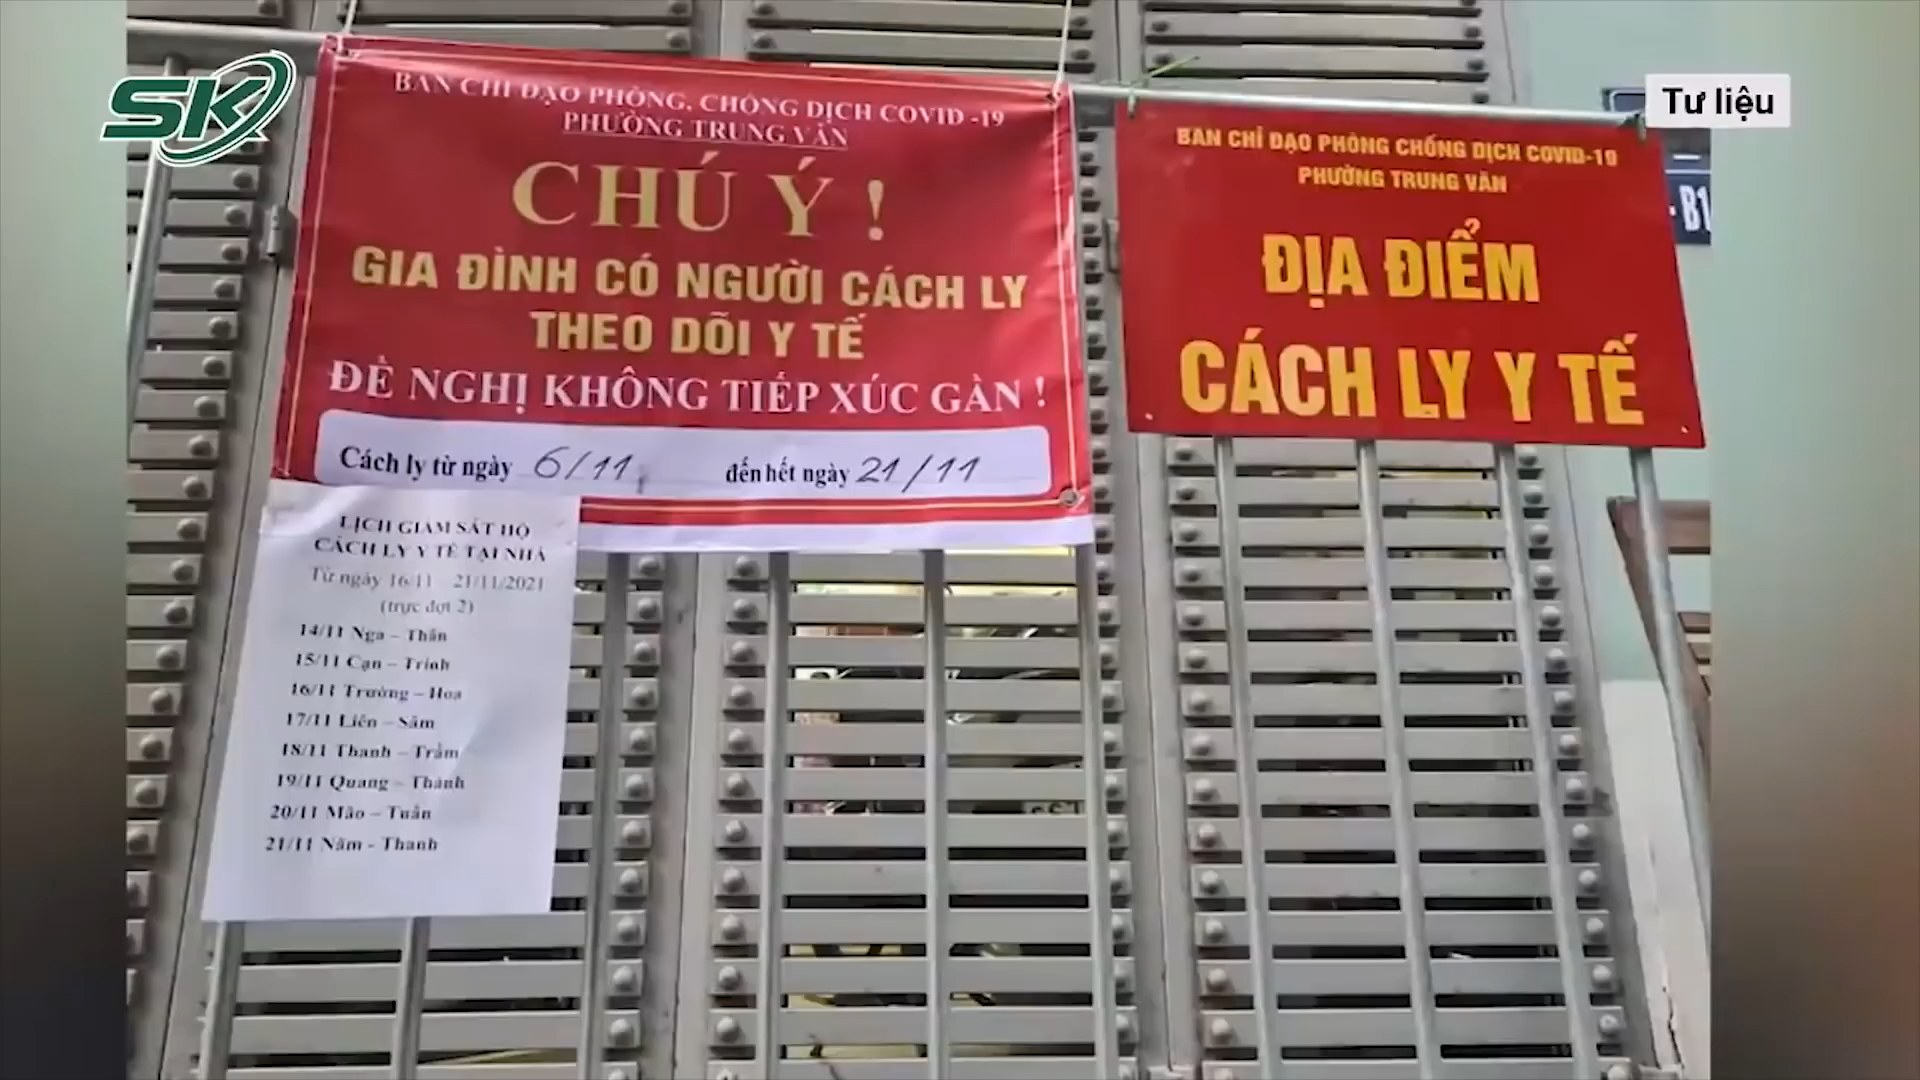 SK
Tư liệu
BAN CHỈ ĐẠO PHÒNG, CHỐNG DỊCH COVID -19
PHƯỜNG TRUNG VĂN
CHÚ Ý !
GIA ĐÌNH CÓ NGƯỜI CÁCH LY
THEO DÕI Y TẾ
ĐỀ NGHỊ KHÔNG TIẾP XÚC GẦN !
Cách ly từ ngày 6/11 đến hết ngày 21/11
LỊCH GIÁM SÁT HỘ
CÁCH LY Y TẾ TẠI NHÀ
Từ ngày 16/11 - 21/11/2021
(trực đợt 2)
14/11 Nga – Thân
15/11 Cạn – Trinh
16/11 Trường – Hoa
17/11 Liên – Sâm
18/11 Thanh – Trầm
19/11 Quang – Thành
20/11 Mão – Tuấn
21/11 Năm - Thanh
BAN CHỈ ĐẠO PHÒNG CHỐNG DỊCH COVID-19
PHƯỜNG TRUNG VĂN
ĐỊA ĐIỂM
CÁCH LY Y TẾ
- B1